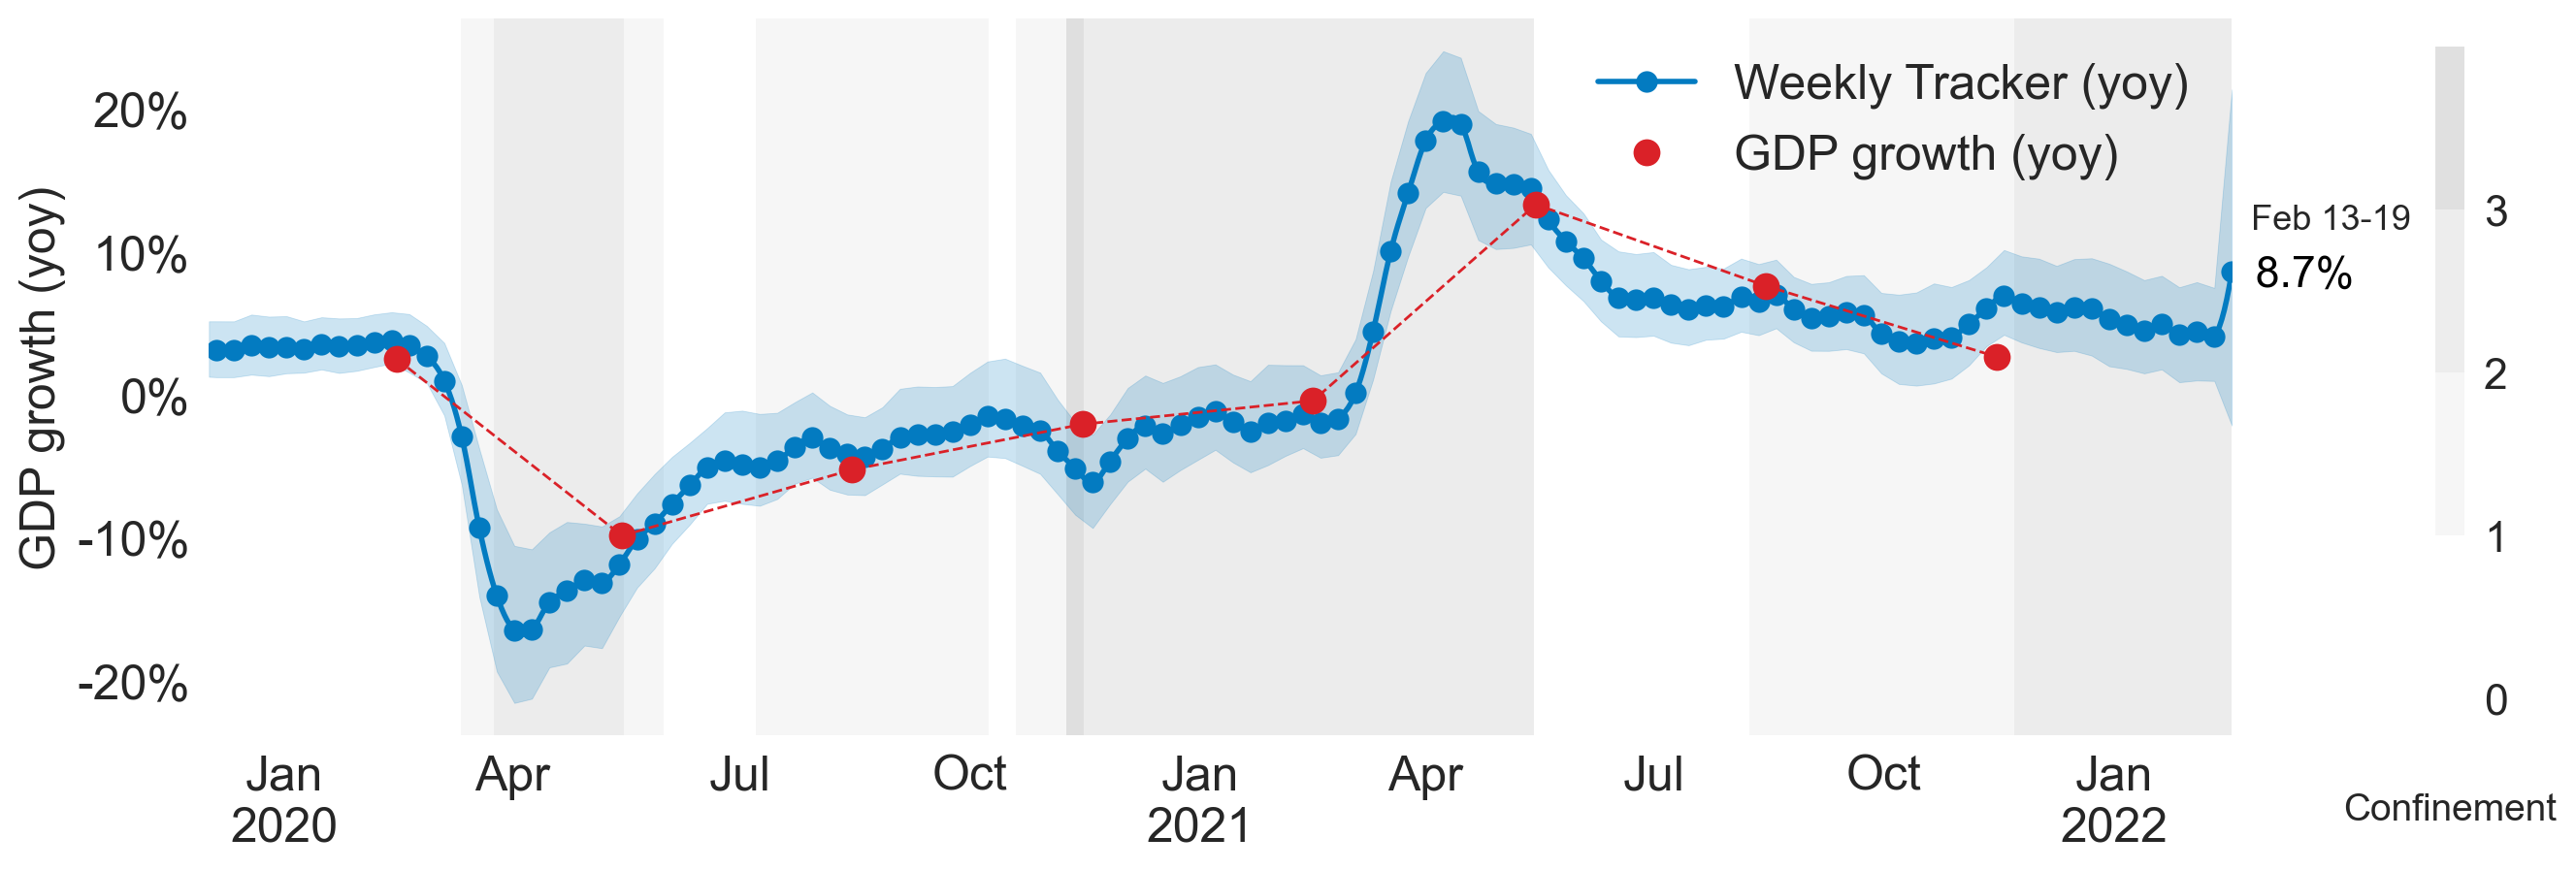 GDP growth (yoy)
20%
10%
0%
-10%
-20%
Weekly Tracker (yoy)
GDP growth (yoy)
Feb 13-19
8.7%
3
2
1
0
Confinement
Jan Apr Jul Oct Jan Apr Jul Oct Jan
2020 2021 2022